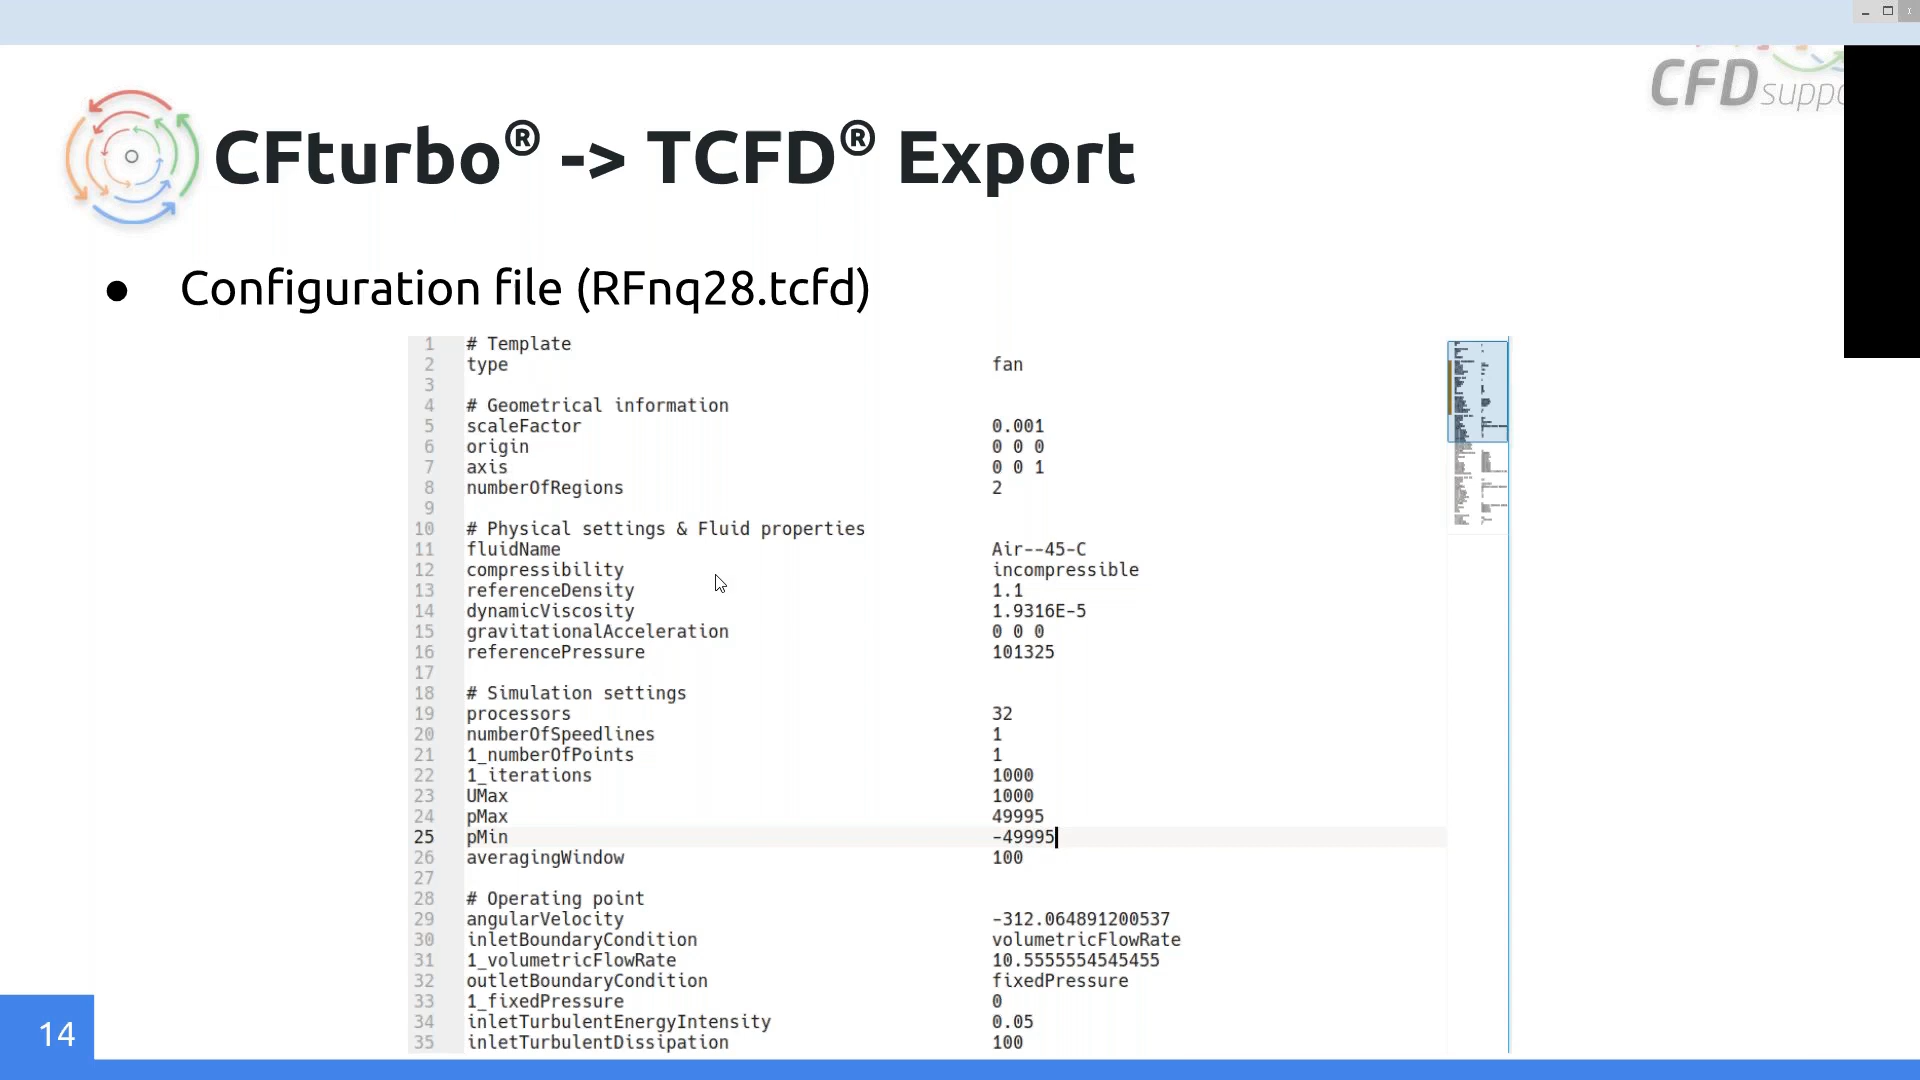 CFD suppo
CFturbo® -> TCFD® Export
● Configuration file (RFnq28.tcfd)
1 # Template
2 type fan
3
4 # Geometrical information
5 scaleFactor 0.001
6 origin 0 0 0
7 axis 0 0 1
8 numberOfRegions 2
9
10 # Physical settings & Fluid properties
11 fluidName Air--45-C
12 compressibility incompressible
13 referenceDensity 1.1
14 dynamicViscosity 1.9316E-5
15 gravitationalAcceleration 0 0 0
16 referencePressure 101325
17
18 # Simulation settings
19 processors 32
20 numberOfSpeedlines 1
21 1_numberOfPoints 1
22 1_iterations 1000
23 UMax 1000
24 pMax 49995
25 pMin -49995
26 averagingWindow 100
27
28 # Operating point
29 angularVelocity -312.064891200537
30 inletBoundaryCondition volumetricFlowRate
31 1_volumetricFlowRate 10.5555554545455
32 outletBoundaryCondition fixedPressure
33 1_fixedPressure 0
34 inletTurbulentEnergyIntensity 0.05
35 inletTurbulentDissipation 100
14